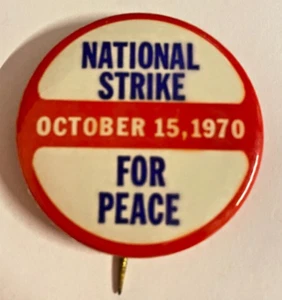 NATIONAL
STRIKE
OCTOBER 15, 1970
FOR
PEACE